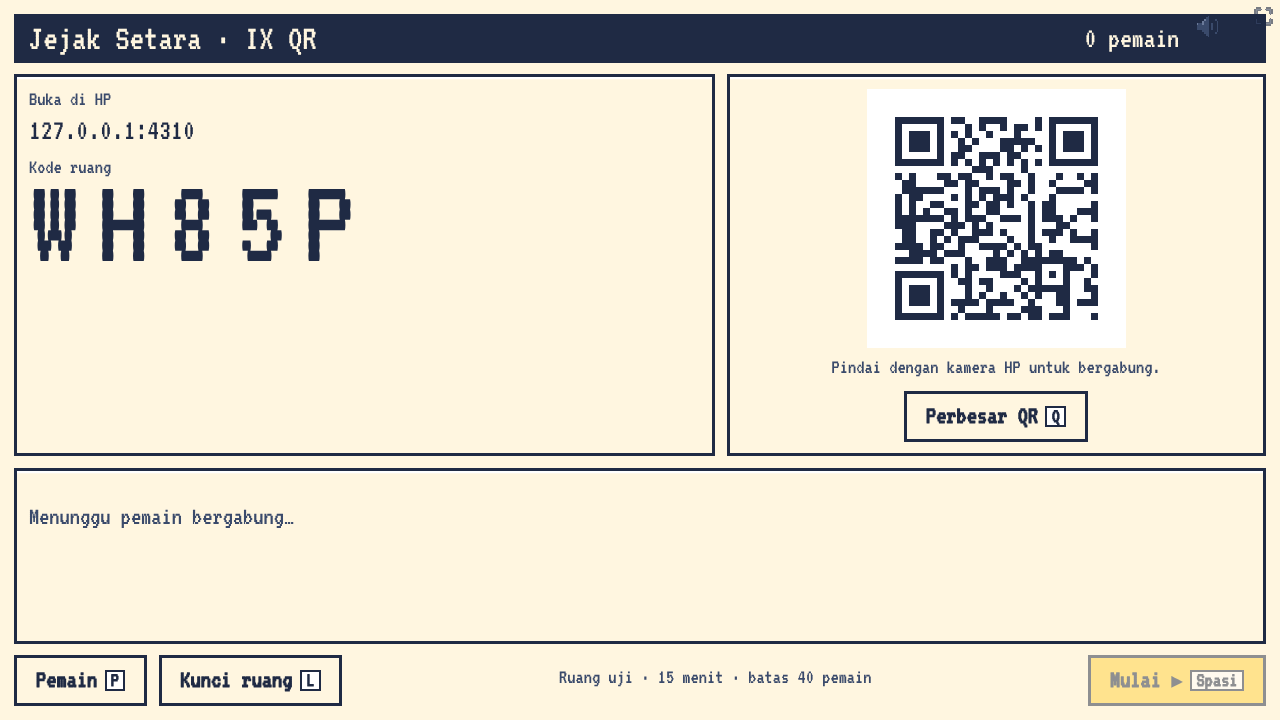 Jejak Setara · IX QR
0 pemain
Buka di HP
127.0.0.1:4310
Kode ruang
WH85P
Pindai dengan kamera HP untuk bergabung.
Perbesar QR Q
Menunggu pemain bergabung…
Pemain P
Kunci ruang L
Ruang uji · 15 menit · batas 40 pemain
Mulai ▶ Spasi